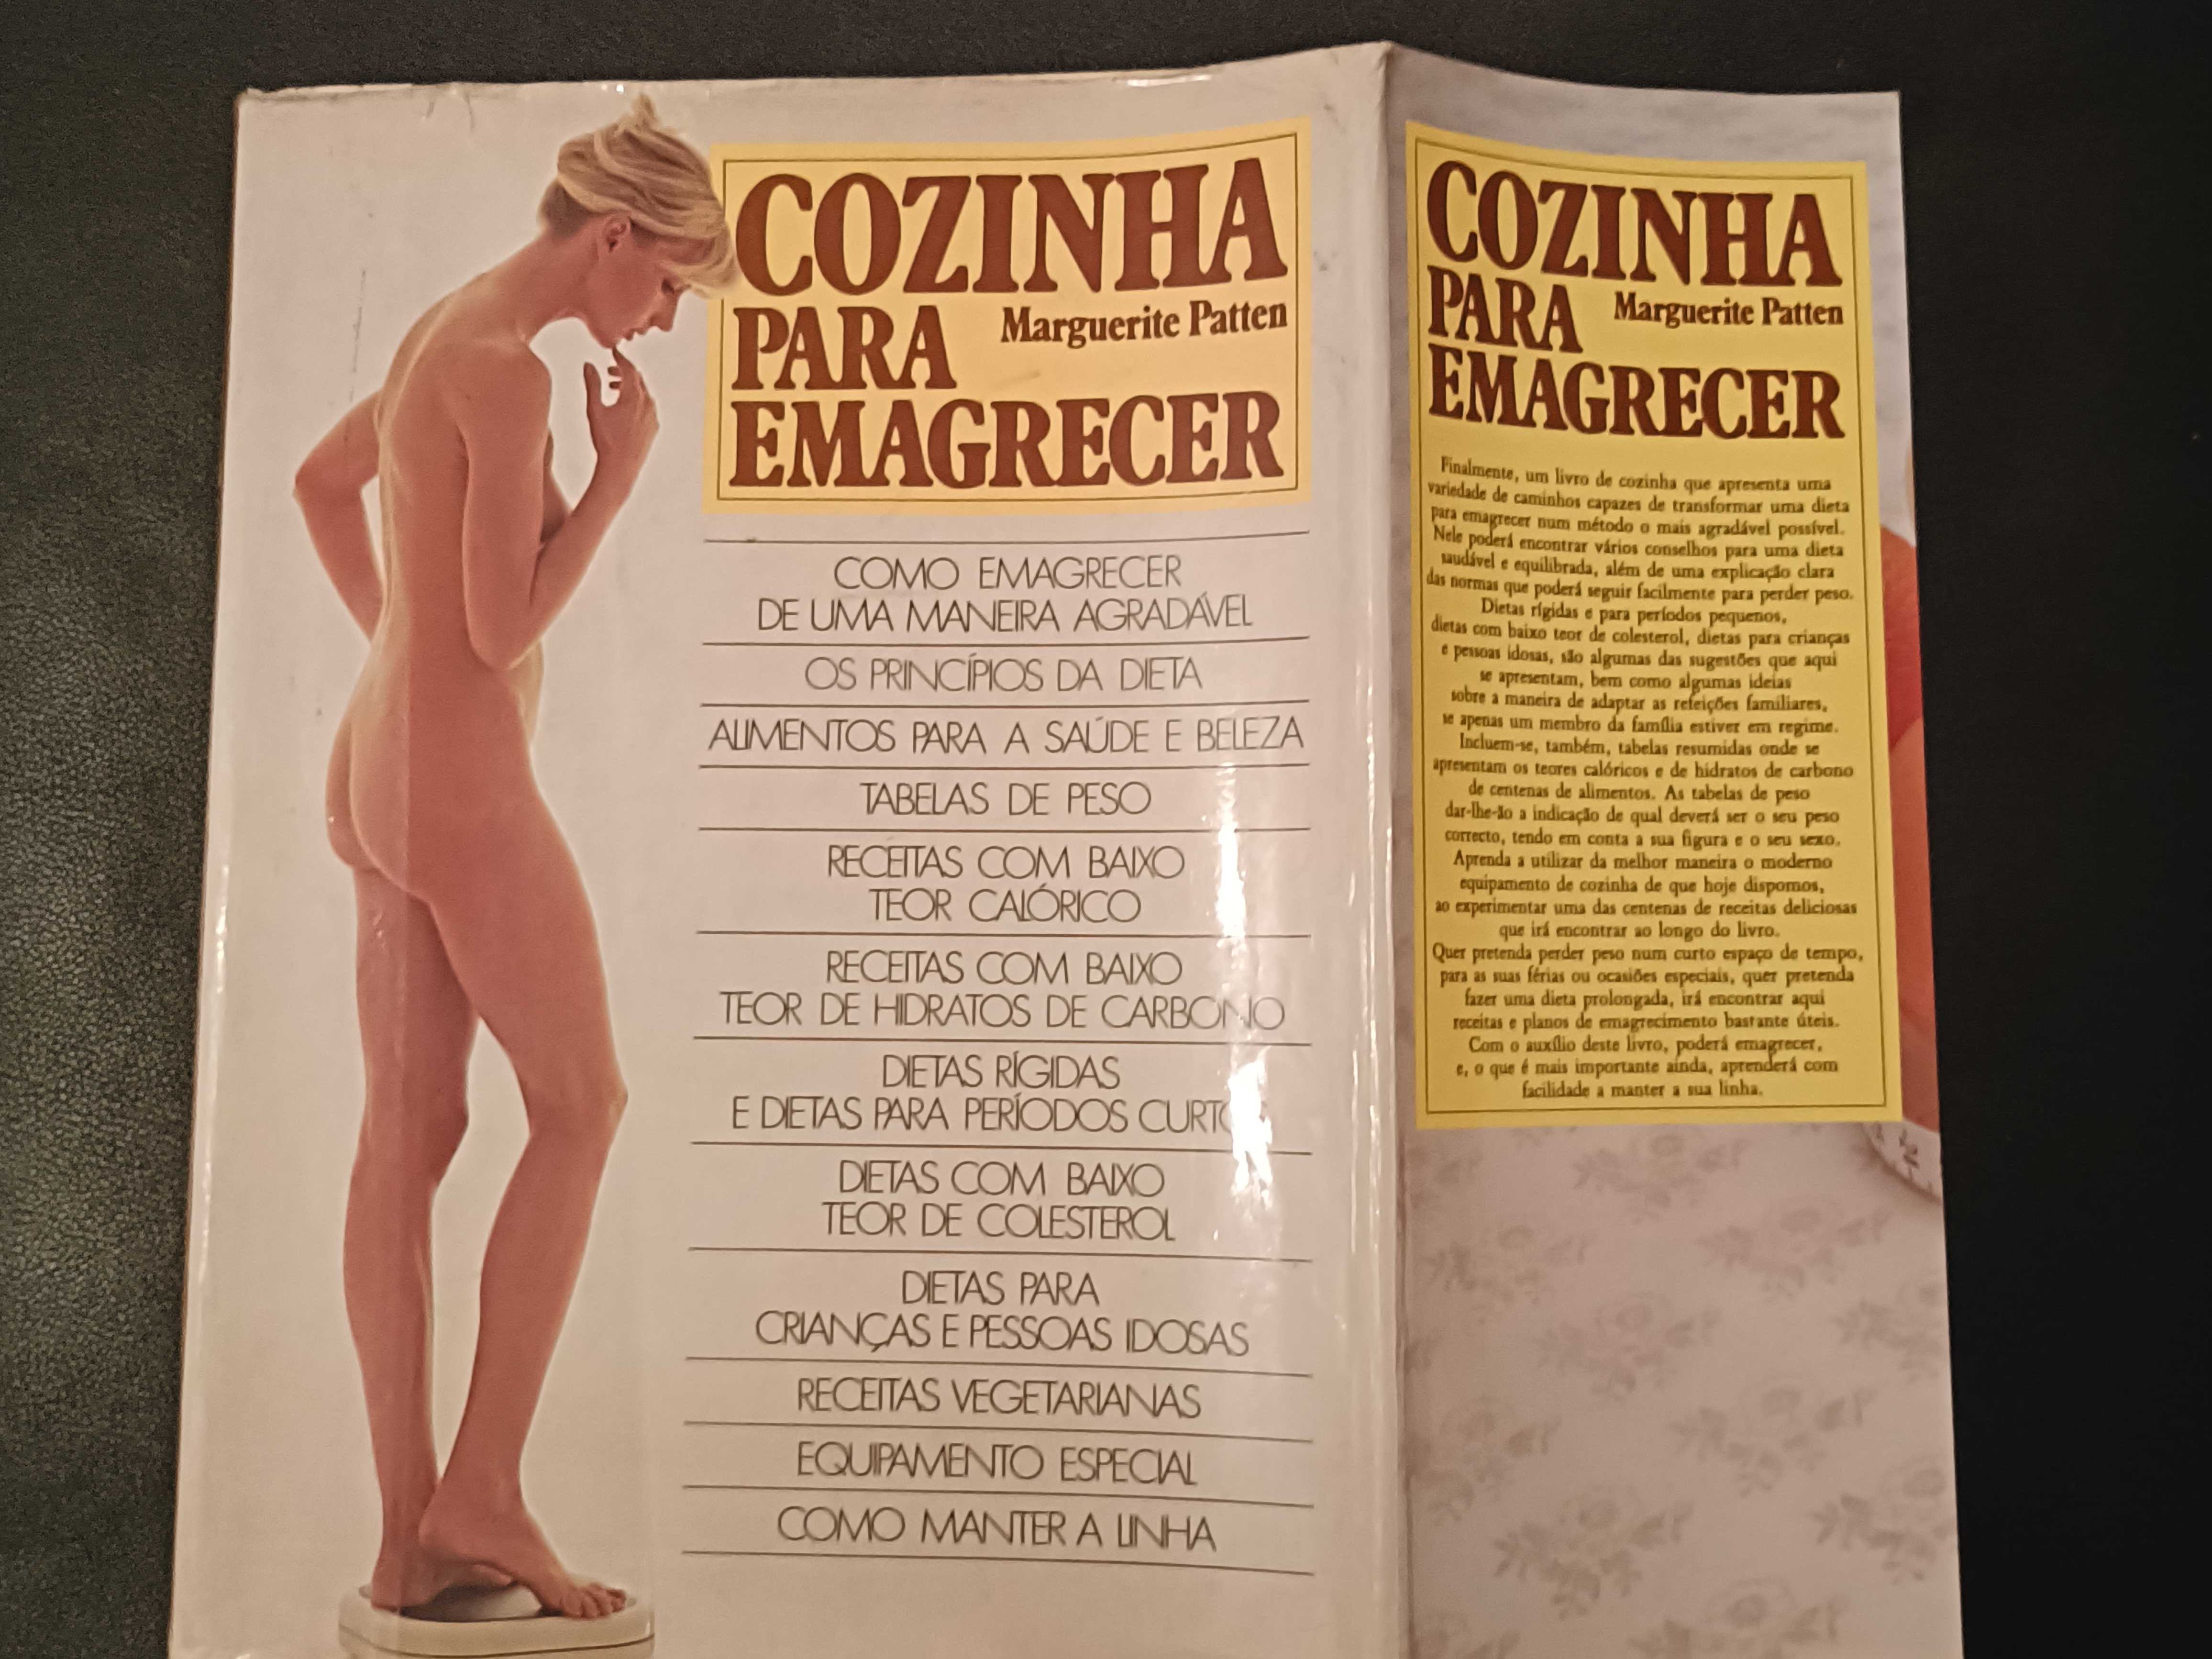 COZINHA
PARA
Marguerite Patten
EMAGRECER
COMO EMAGRECER
DE UMA MANEIRA AGRADÁVEL
OS PRINCÍPIOS DA DIETA
ALIMENTOS PARA A SAÚDE E BELEZA
TABELAS DE PESO
RECEITAS COM BAIXO
TEOR CALÓRICO
RECEITAS COM BAIXO
TEOR DE HIDRATOS DE CARBONO
DIETAS RÍGIDAS
E DIETAS PARA PERÍODOS CURTOS
DIETAS COM BAIXO
TEOR DE COLESTEROL
DIETAS PARA
CRIANÇAS E PESSOAS IDOSAS
RECEITAS VEGETARIANAS
EQUIPAMENTO ESPECIAL
COMO MANTER A LINHA
COZINHA
PARA
Marguerite Patten
EMAGRECER
Finalmente, um livro de cozinha que apresenta uma
variedade de caminhos capazes de transformar uma dieta
para emagrecer num método o mais agradável possível.
Nele poderá encontrar vários conselhos para uma dieta
saudável e equilibrada, além de uma explicação clara
das normas que poderá seguir facilmente para perder peso.
Dietas rígidas e para períodos pequenos,
dietas com baixo teor de colesterol, dietas para crianças
e pessoas idosas, são algumas das sugestões que aqui
se apresentam, bem como algumas ideias
sobre a maneira de adaptar as refeições familiares,
se apenas um membro da família estiver em regime.
Incluem-se, também, tabelas resumidas onde se
apresentam os teores calóricos e de hidratos de carbono
de centenas de alimentos. As tabelas de peso
dar-lhe-ão a indicação de qual deverá ser o seu peso
correcto, tendo em conta a sua figura e o seu sexo.
Aprenda a utilizar da melhor maneira o moderno
equipamento de cozinha de que hoje dispomos,
ao experimentar uma das centenas de receitas deliciosas
que irá encontrar ao longo do livro.
Quer pretenda perder peso num curto espaço de tempo,
para as suas férias ou ocasiões especiais, quer pretenda
fazer uma dieta prolongada, irá encontrar aqui
receitas e planos de emagrecimento bastante úteis.
Com o auxílio deste livro, poderá emagrecer,
e, o que é mais importante ainda, aprenderá com
facilidade a manter a sua linha.